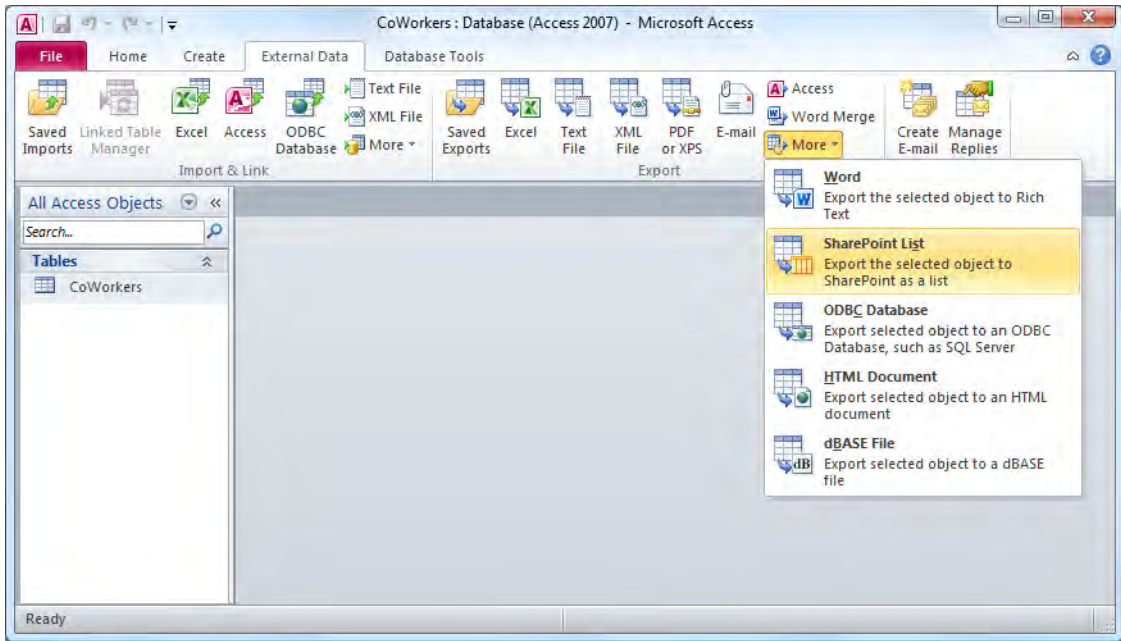 CoWorkers : Database (Access 2007) - Microsoft Access
File Home Create External Data Database Tools
Saved Imports
Linked Table Manager
Excel
Access
ODBC Database
Text File
XML File
More
Import & Link
Saved Exports
Excel
Text File
XML File
PDF or XPS
E-mail
Access
Word Merge
More
Export
Create E-mail
Manage Replies
All Access Objects
Search...
Tables
CoWorkers
Word
Export the selected object to Rich
Text
SharePoint List
Export the selected object to
SharePoint as a list
ODBC Database
Export selected object to an ODBC
Database, such as SQL Server
HTML Document
Export selected object to an HTML
document
dBASE File
Export selected object to a dBASE
file
Ready